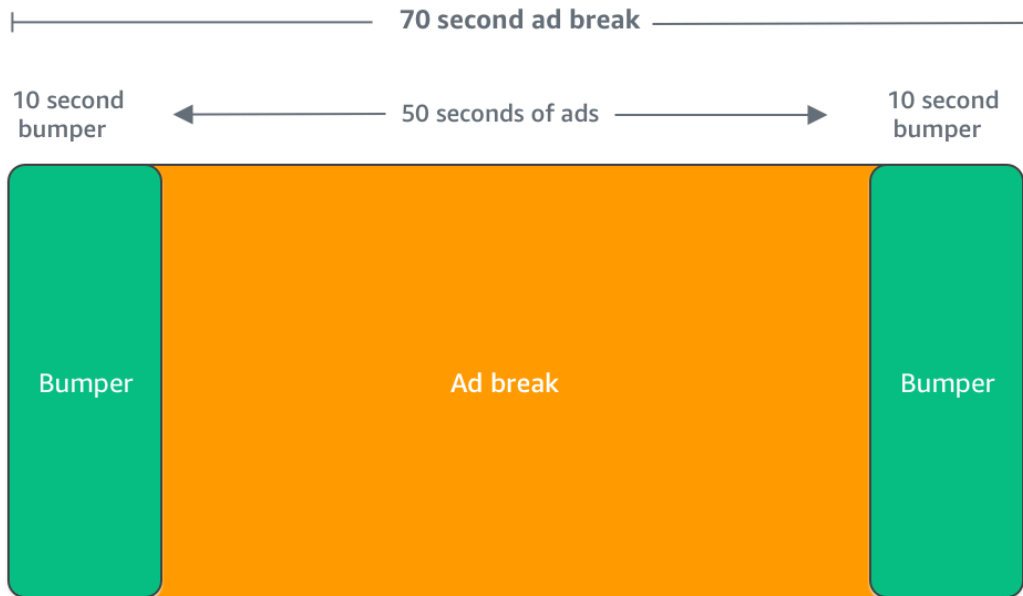 70 second ad break
10 second
bumper
50 seconds of ads
10 second
bumper
Bumper
Ad break
Bumper